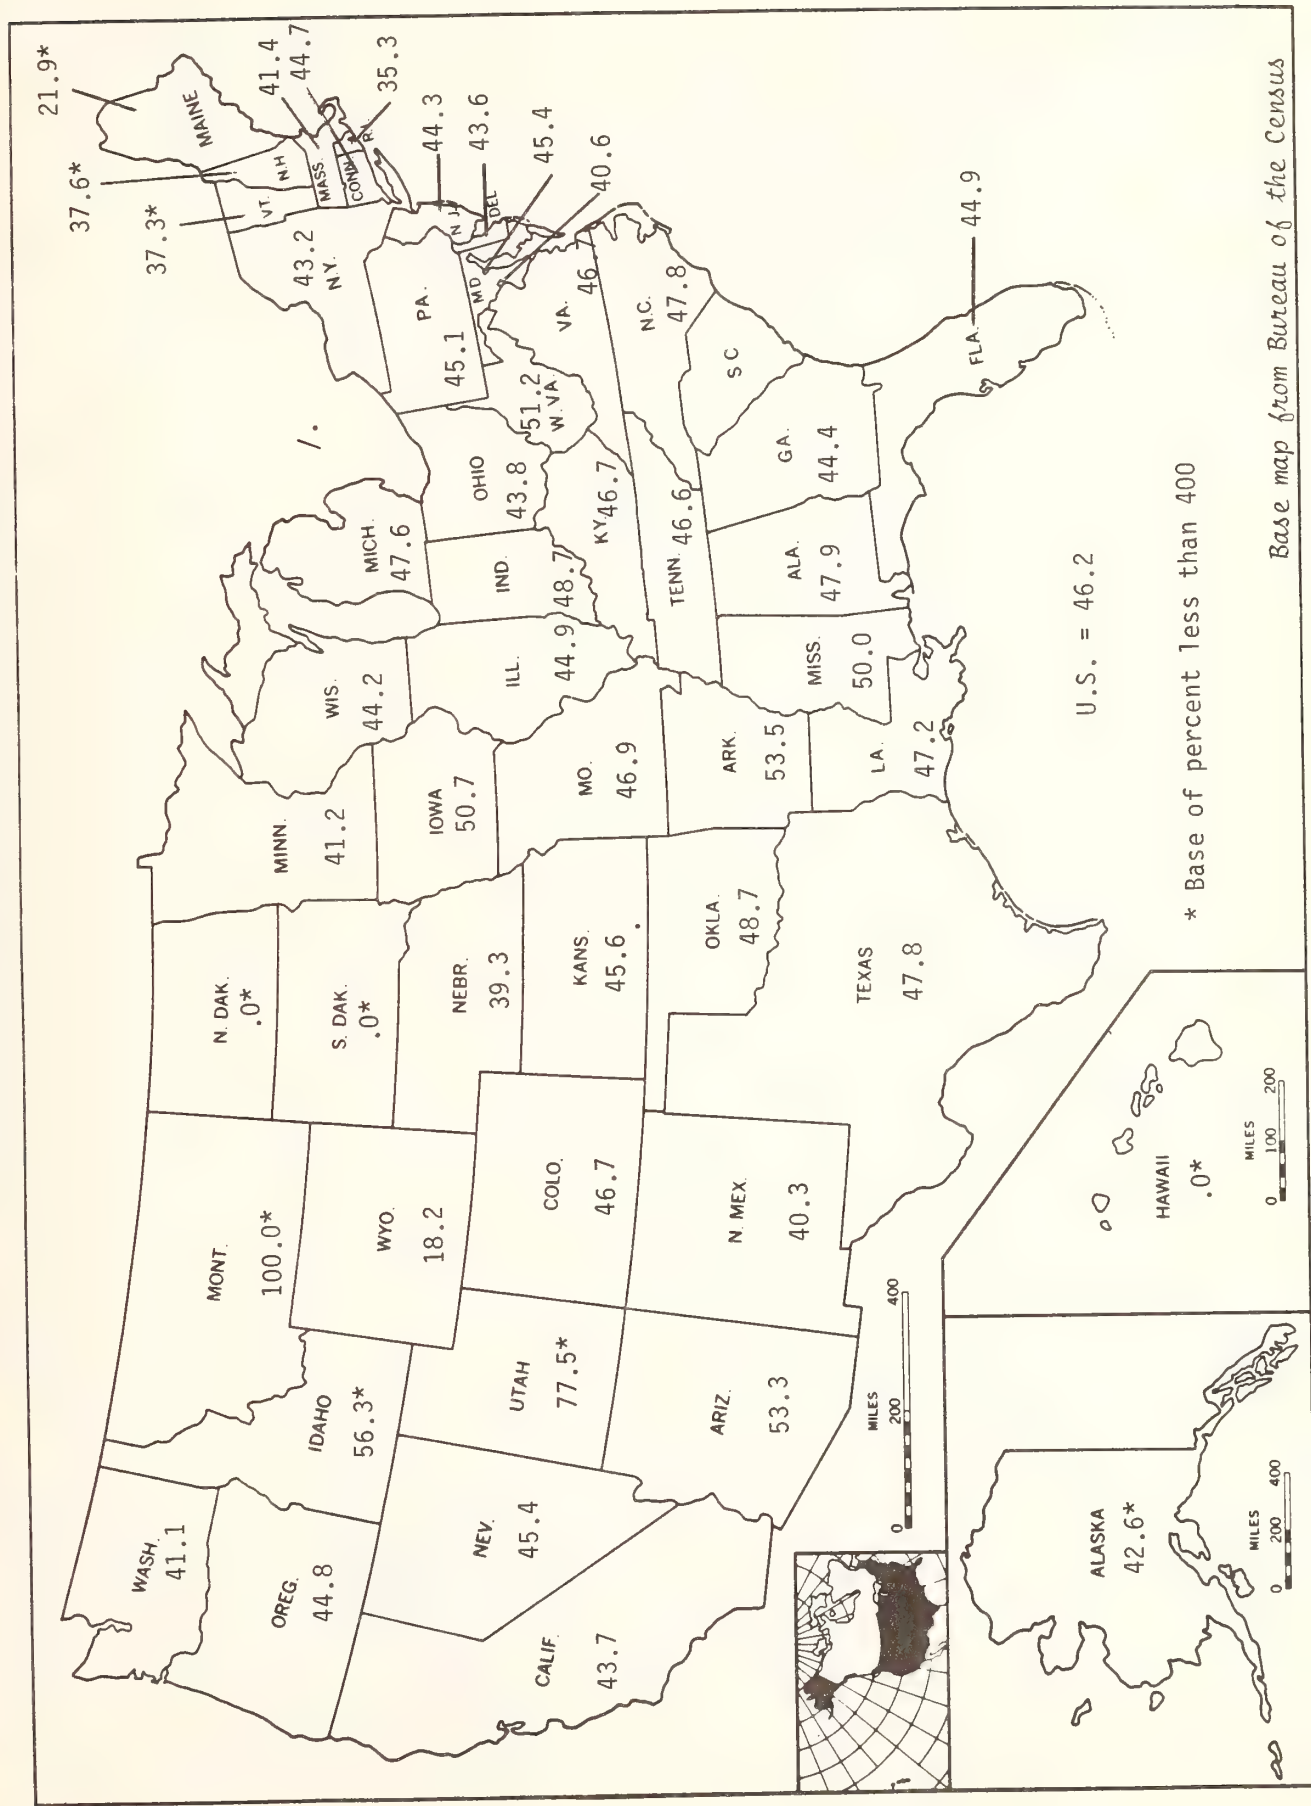 WASH.
41.1
OREG.
44.8
CALIF.
43.7
NEV.
45.4
IDAHO
56.3*
MONT.
100.0*
WYO.
18.2
UTAH
77.5*
ARIZ.
53.3
COLO.
46.7
N. MEX.
40.3
N. DAK.
.0*
S. DAK.
.0*
NEBR.
39.3
KANS.
45.6
OKLA.
48.7
TEXAS
47.8
MINN.
41.2
IOWA
50.7
MO.
46.9
ARK.
53.5
LA.
47.2
WIS.
44.2
ILL.
44.9
MICH.
47.6
IND.
48.7
OHIO
43.8
KY.
46.7
TENN.
46.6
MISS.
50.0
ALA.
47.9
GA.
44.4
FLA.
44.9
S C
N.C.
47.8
VA.
46 7
51.2
W. VA.
PA.
45.1
43.2
N.Y.
VT.
37.3*
N.H
37.6*
MAINE
21.9*
MASS.
41.4
CONN.
44.7
R.I.
35.3
N J.
44.3
DEL
43.6
MD
45.4
40.6
ALASKA
42.6*
MILES
0 200 400
HAWAII
.0*
MILES
0 100 200
MILES
0 200 400
U.S. = 46.2
* Base of percent less than 400
Base map from Bureau of the Census